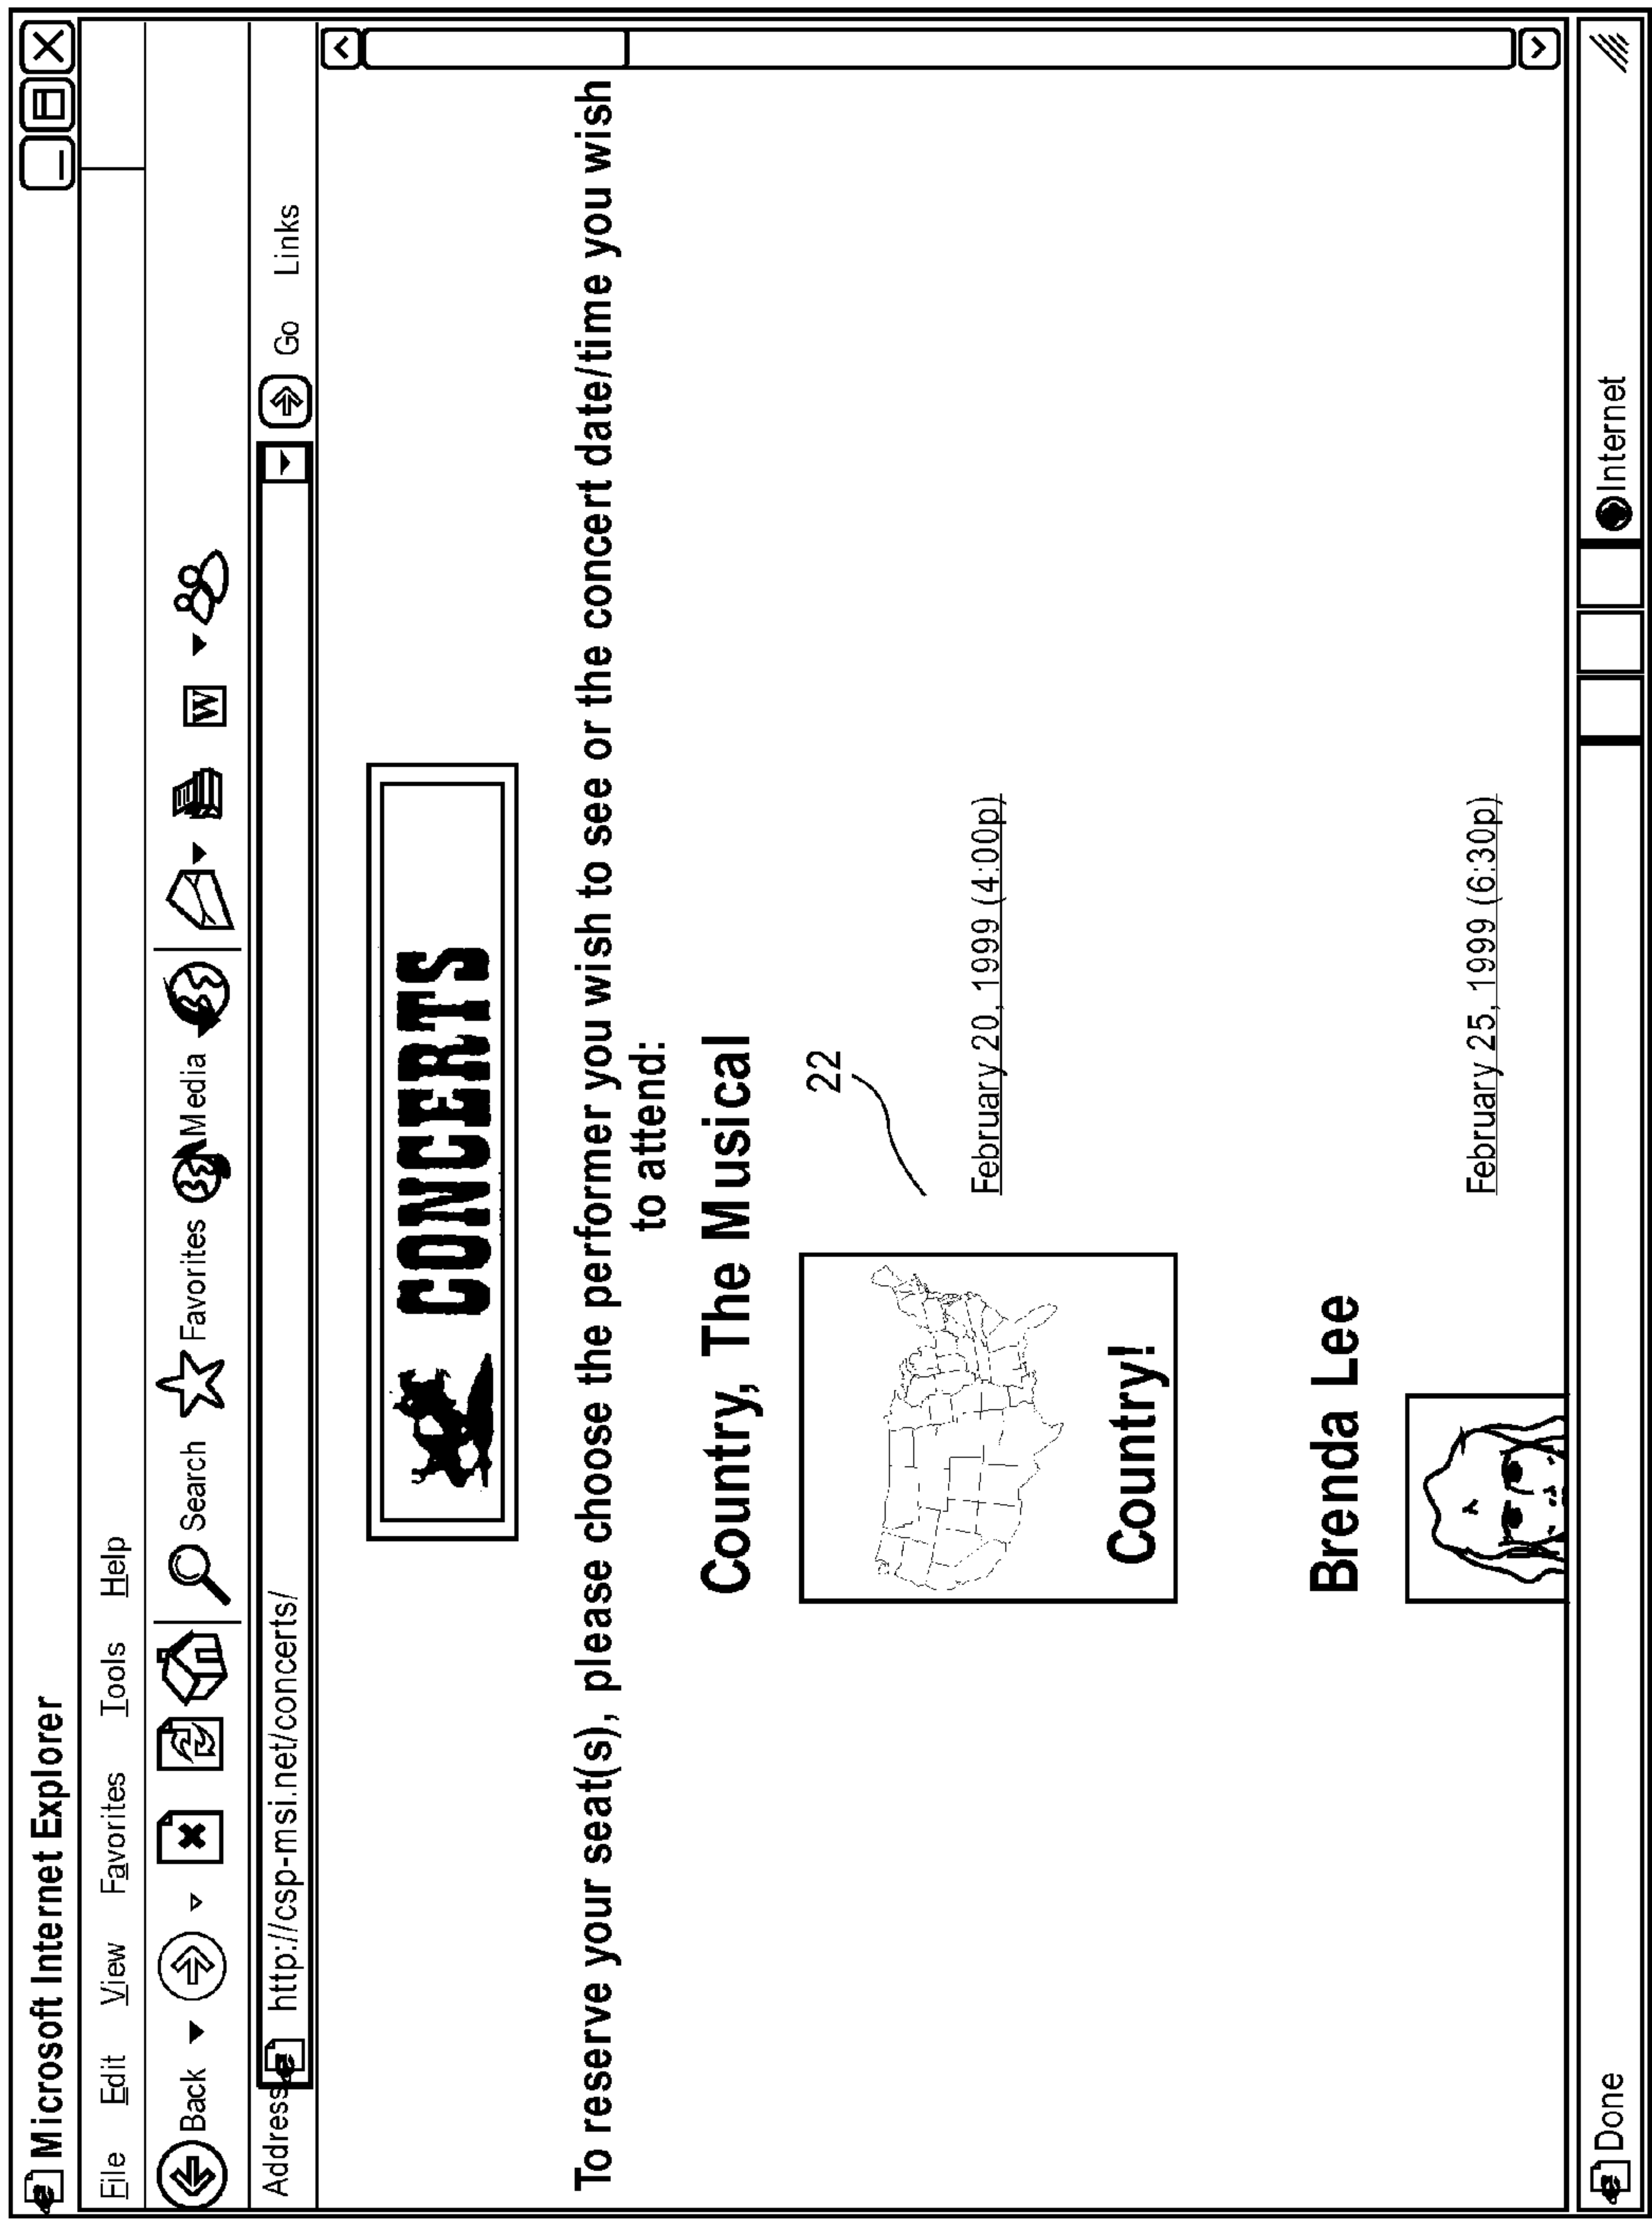 Microsoft Internet Explorer
File Edit View Favorites Tools Help
Back Search Favorites Media W
Address http://csp-msi.net/concerts/ Go Links
CONCERTS
To reserve your seat(s), please choose the performer you wish to see or the concert date/time you wish
to attend:
Country, The Musical
22
February 20, 1999 (4:00p)
Country!
Brenda Lee
February 25, 1999 (6:30p)
Done Internet